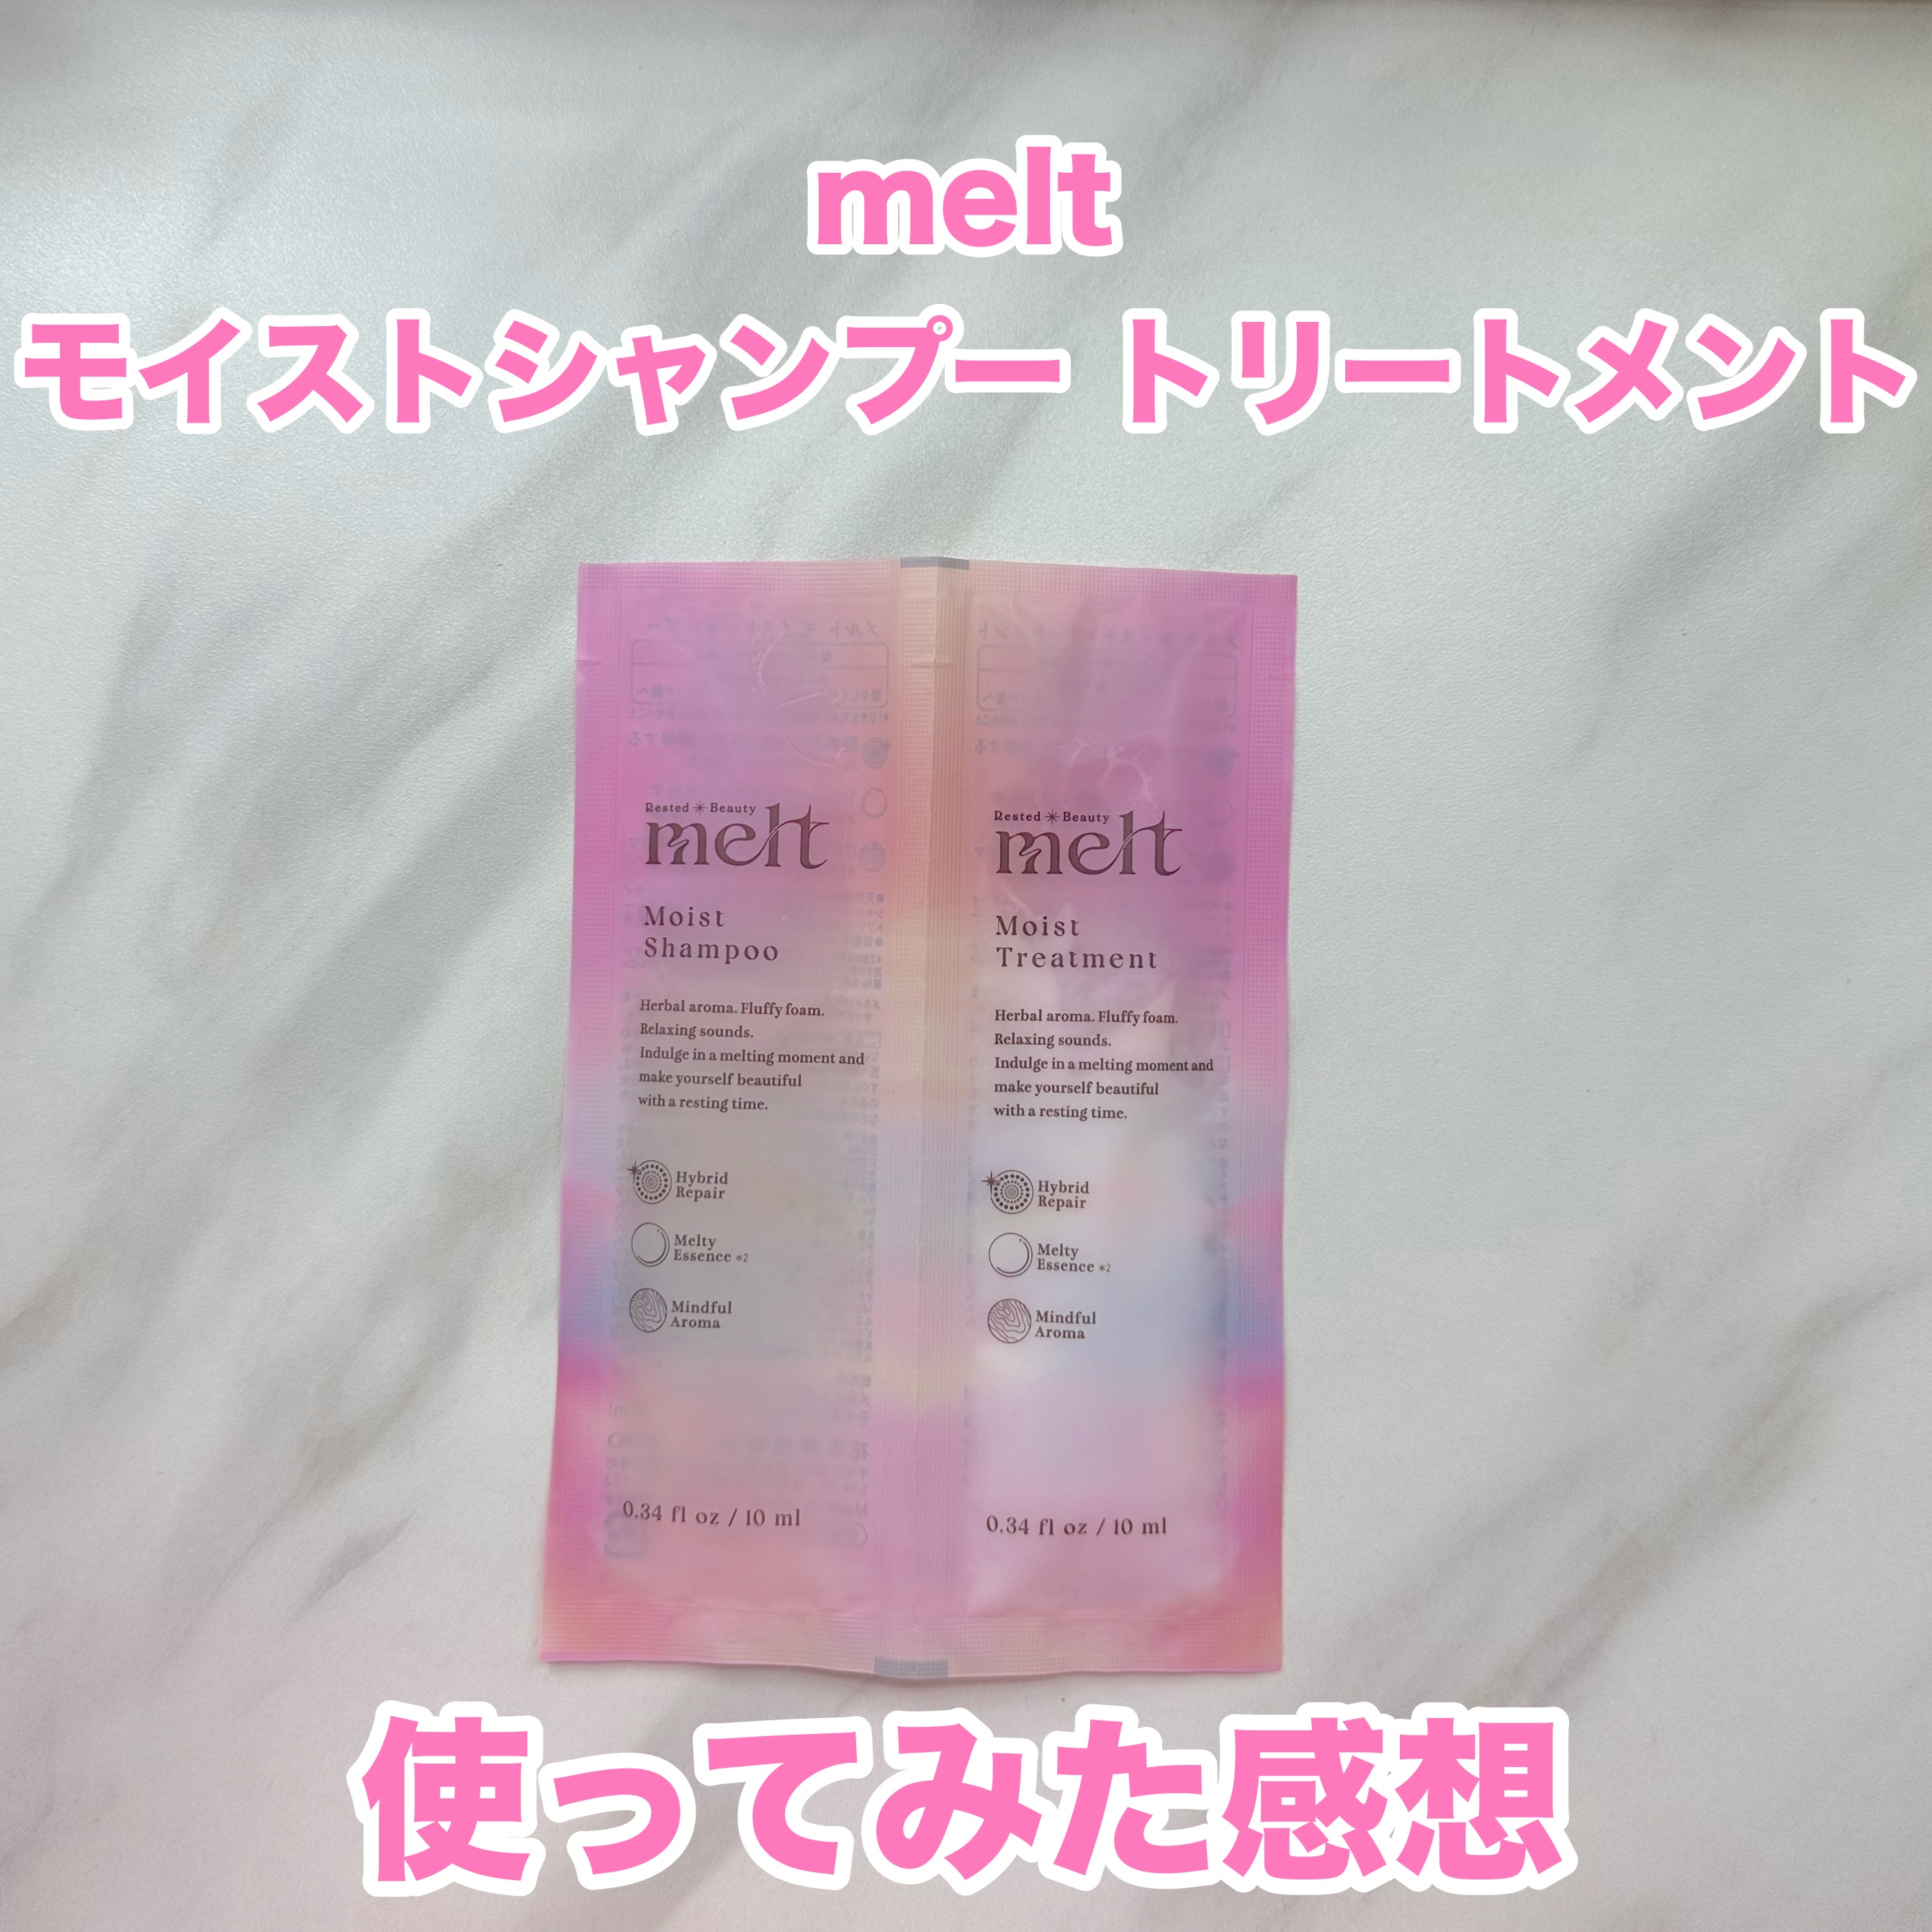 melt
モイストシャンプー トリートメント
Rested Beauty
melt
Moist
Shampoo
Herbal aroma. Fluffy foam.
Relaxing sounds.
Indulge in a melting moment and
make yourself beautiful
with a resting time.
Hybrid
Repair
Melty
Essence *2
Mindful
Aroma
0.34 fl oz / 10 ml
Rested Beauty
melt
Moist
Treatment
Herbal aroma. Fluffy foam.
Relaxing sounds.
Indulge in a melting moment and
make yourself beautiful
with a resting time.
Hybrid
Repair
Melty
Essence *2
Mindful
Aroma
0.34 fl oz / 10 ml
使ってみた感想